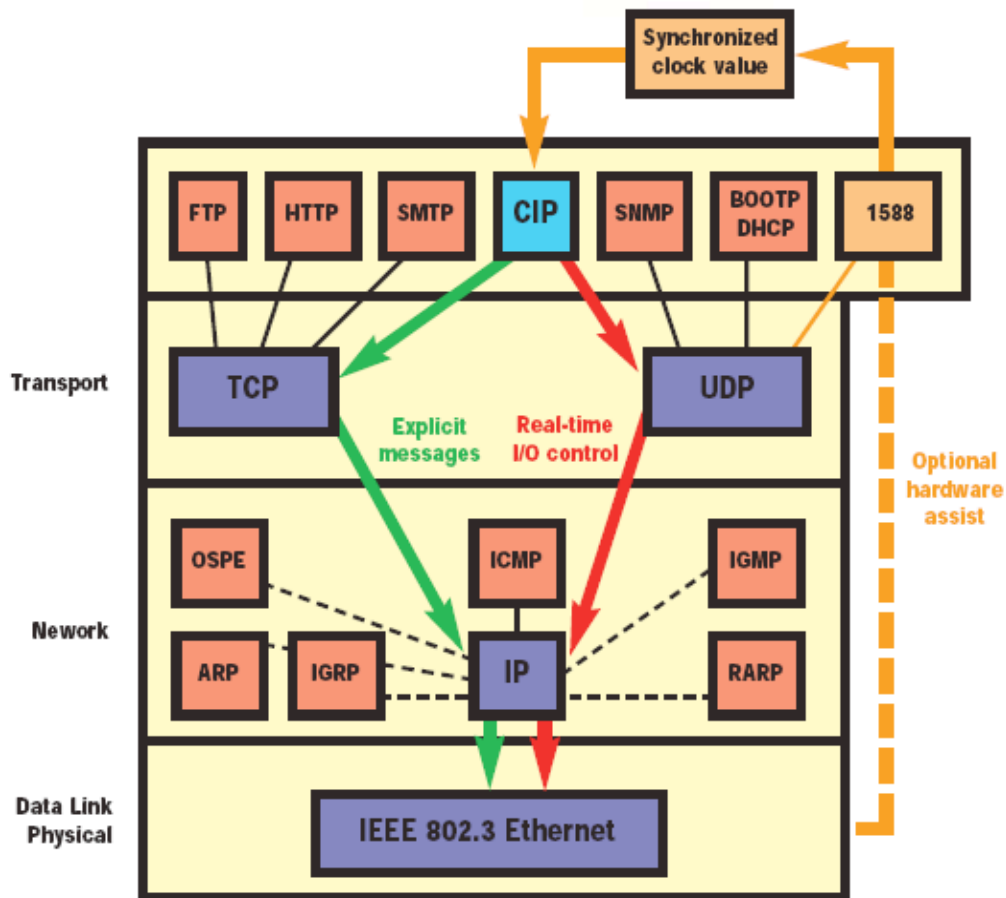 Synchronized
clock value
FTP
HTTP
SMTP
CIP
SNMP
BOOTP
DHCP
1588
Transport
TCP
UDP
Explicit
messages
Real-time
I/O control
Optional
hardware
assist
OSPE
ICMP
IGMP
Nework
ARP
IGRP
IP
RARP
Data Link
Physical
IEEE 802.3 Ethernet